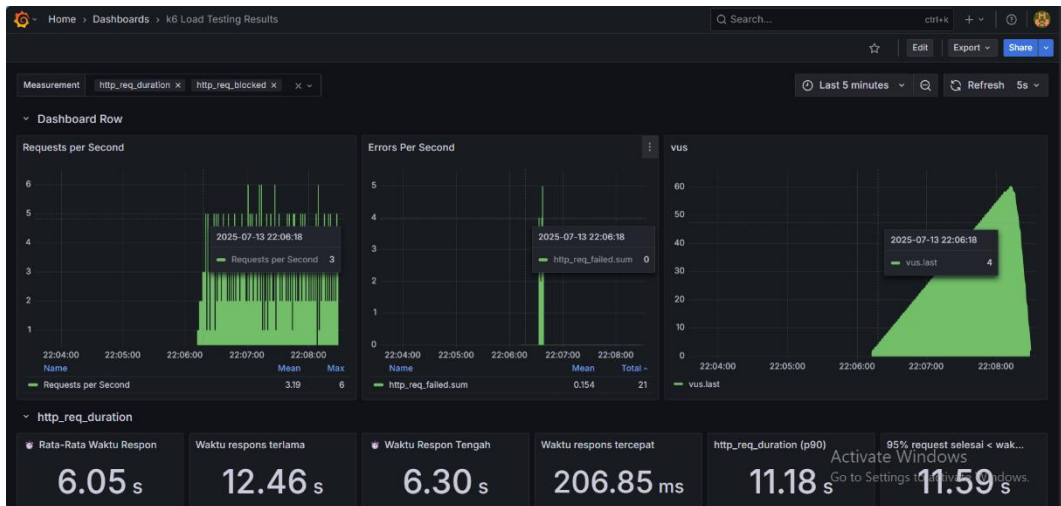 Home › Dashboards › k6 Load Testing Results
Search... ctrl+k
Edit Export Share
Measurement http_req_duration × http_req_blocked ×
Last 5 minutes Refresh 5s
Dashboard Row
Requests per Second
6
5
4
3
2
1
22:04:00 22:05:00 22:06:00 22:07:00 22:08:00
2025-07-13 22:06:18
Requests per Second 3
Name Mean Max
Requests per Second 3.19 6
Errors Per Second
5
4
3
2
1
0
22:04:00 22:05:00 22:06:00 22:07:00 22:08:00
2025-07-13 22:06:18
http_req_failed.sum 0
Name Mean Total
http_req_failed.sum 0.154 21
vus
60
50
40
30
20
10
0
22:04:00 22:05:00 22:06:00 22:07:00 22:08:00
2025-07-13 22:06:18
vus.last 4
vus.last
http_req_duration
Rata-Rata Waktu Respon
6.05 s
Waktu respons terlama
12.46 s
Waktu Respon Tengah
6.30 s
Waktu respons tercepat
206.85 ms
http_req_duration (p90)
11.18 s
95% request selesai < wak...
11.59 s
Activate Windows
Go to Settings to activate Windows.